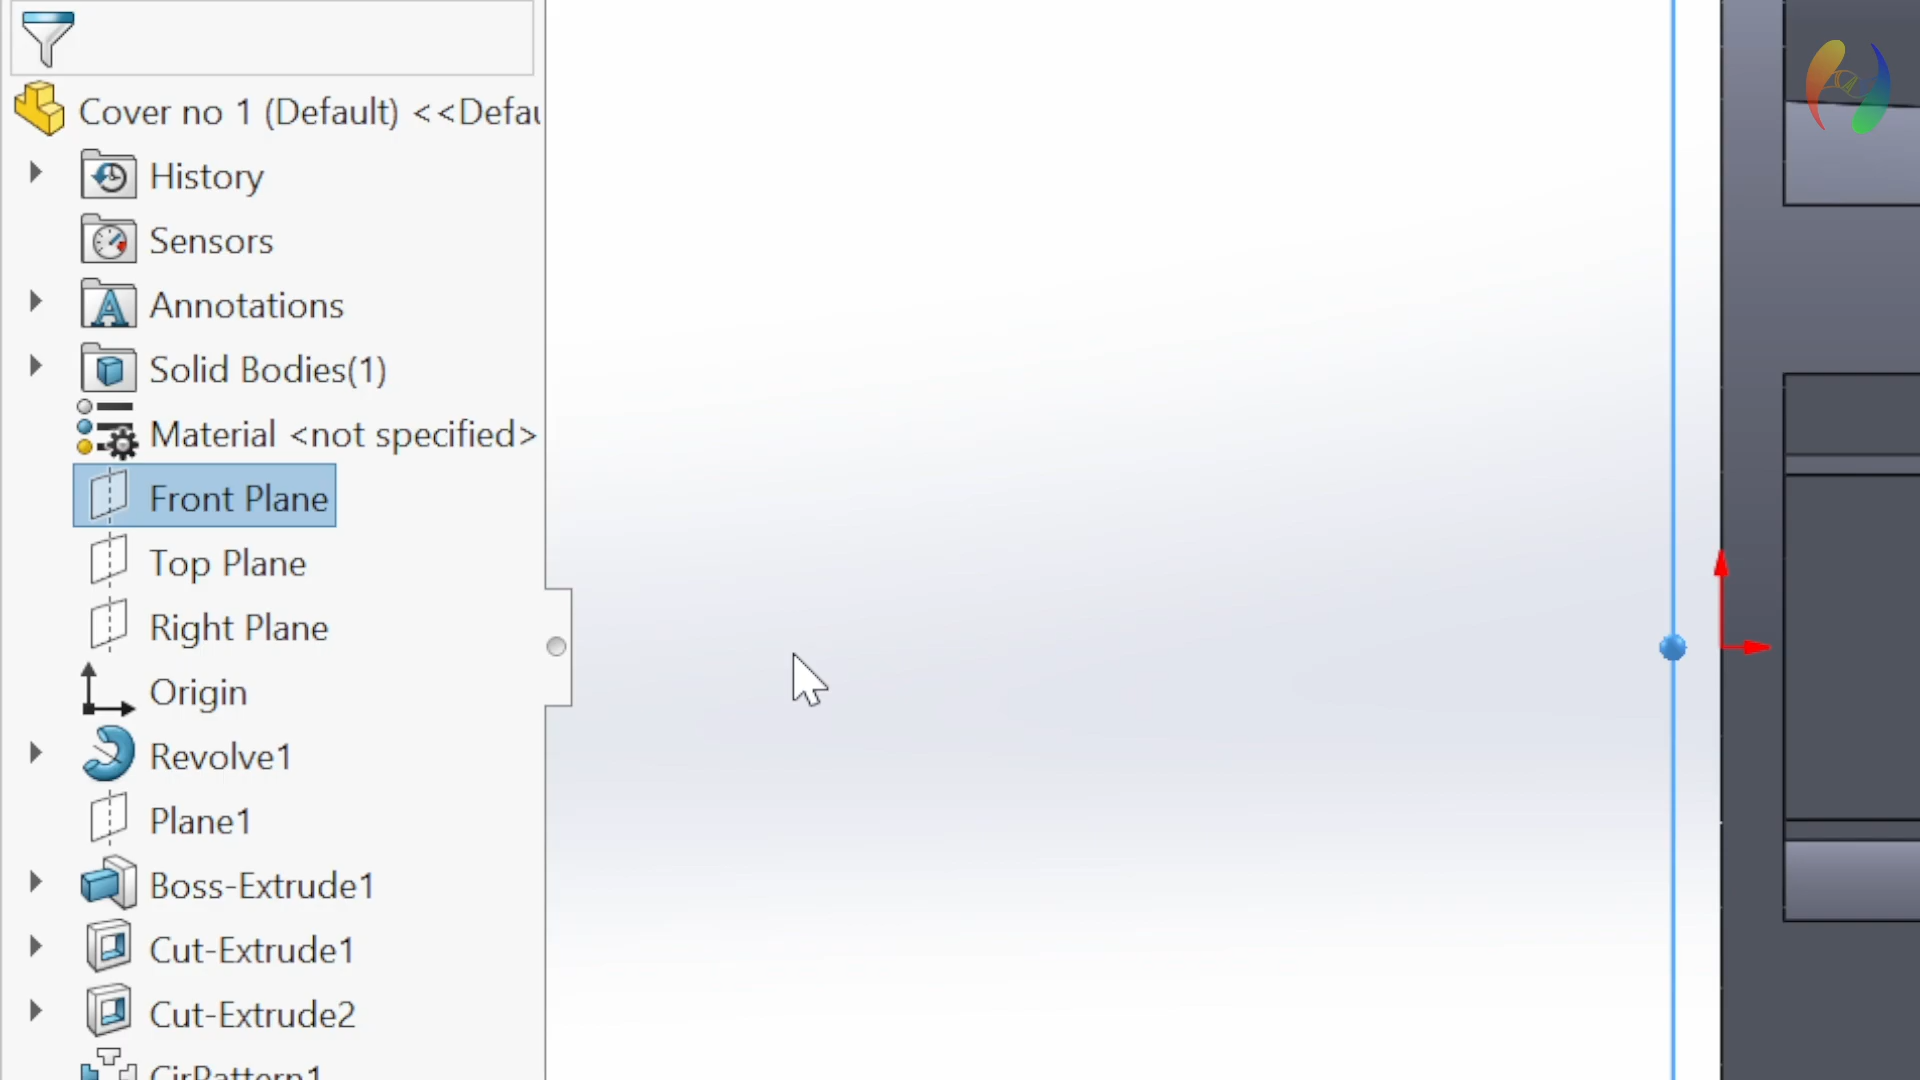 Cover no 1 (Default) <<Defau
History
Sensors
Annotations
Solid Bodies(1)
Material <not specified>
Front Plane
Top Plane
Right Plane
Origin
Revolve1
Plane1
Boss-Extrude1
Cut-Extrude1
Cut-Extrude2
CirPattern1